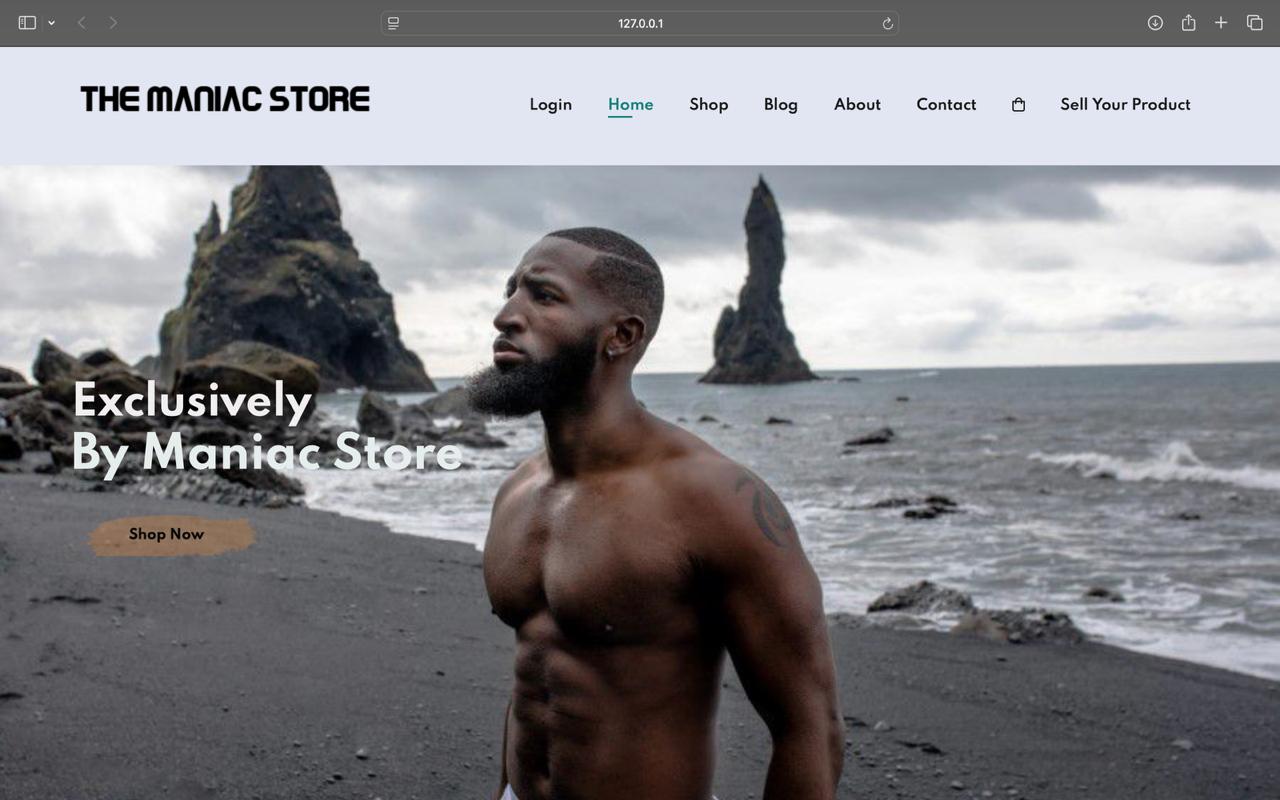 127.0.0.1
THE MANIAC STORE
Login Home Shop Blog About Contact Sell Your Product
Exclusively
By Maniac Store
Shop Now